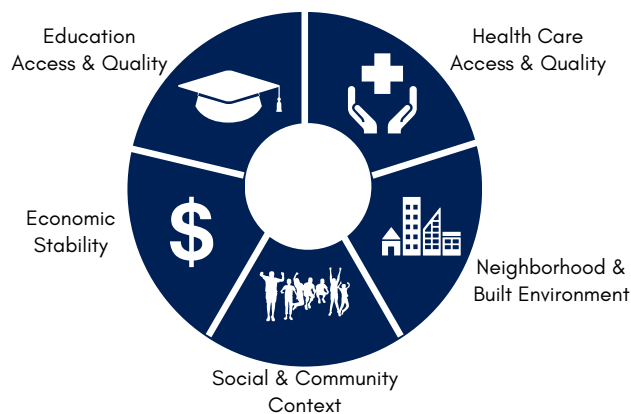 Education
Access & Quality
Health Care
Access & Quality
Economic
Stability
$
Neighborhood &
Built Environment
Social & Community
Context